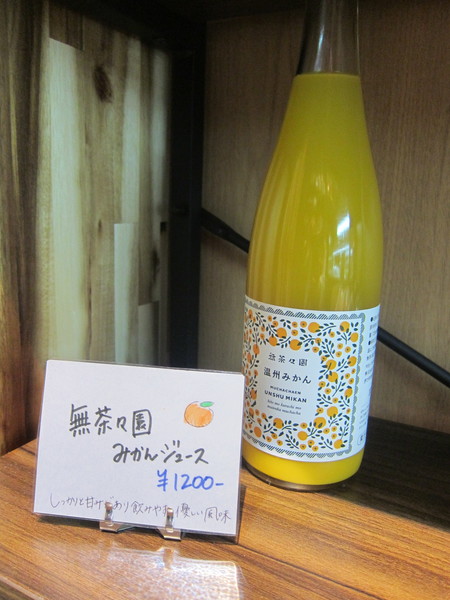 無茶々園
みかんジュース
¥1200-
しっかりと甘みがあり飲みやすい優しい風味
無茶々園
温州みかん
MUCHACHAEN
UNSHU MIKAN